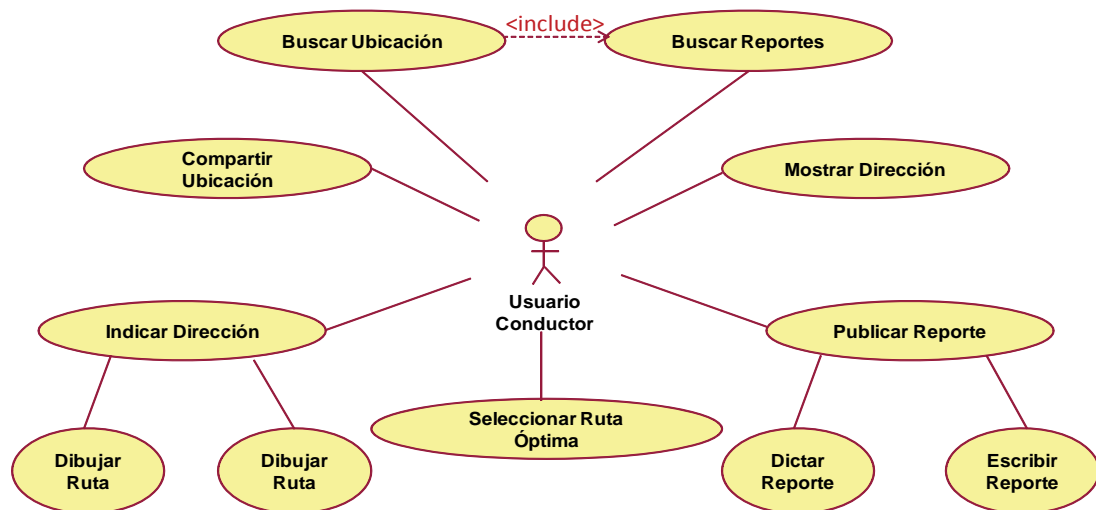 <include>
Buscar Ubicación
Buscar Reportes
Compartir
Ubicación
Mostrar Dirección
Usuario
Conductor
Indicar Dirección
Publicar Reporte
Seleccionar Ruta
Óptima
Dibujar
Ruta
Dibujar
Ruta
Dictar
Reporte
Escribir
Reporte